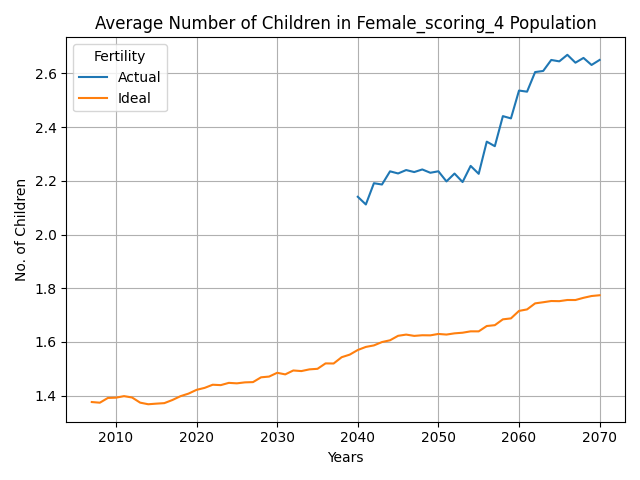 Average Number of Children in Female_scoring_4 Population
Fertility
Actual
Ideal
No. of Children
2.6
2.4
2.2
2.0
1.8
1.6
1.4
2010 2020 2030 2040 2050 2060 2070
Years